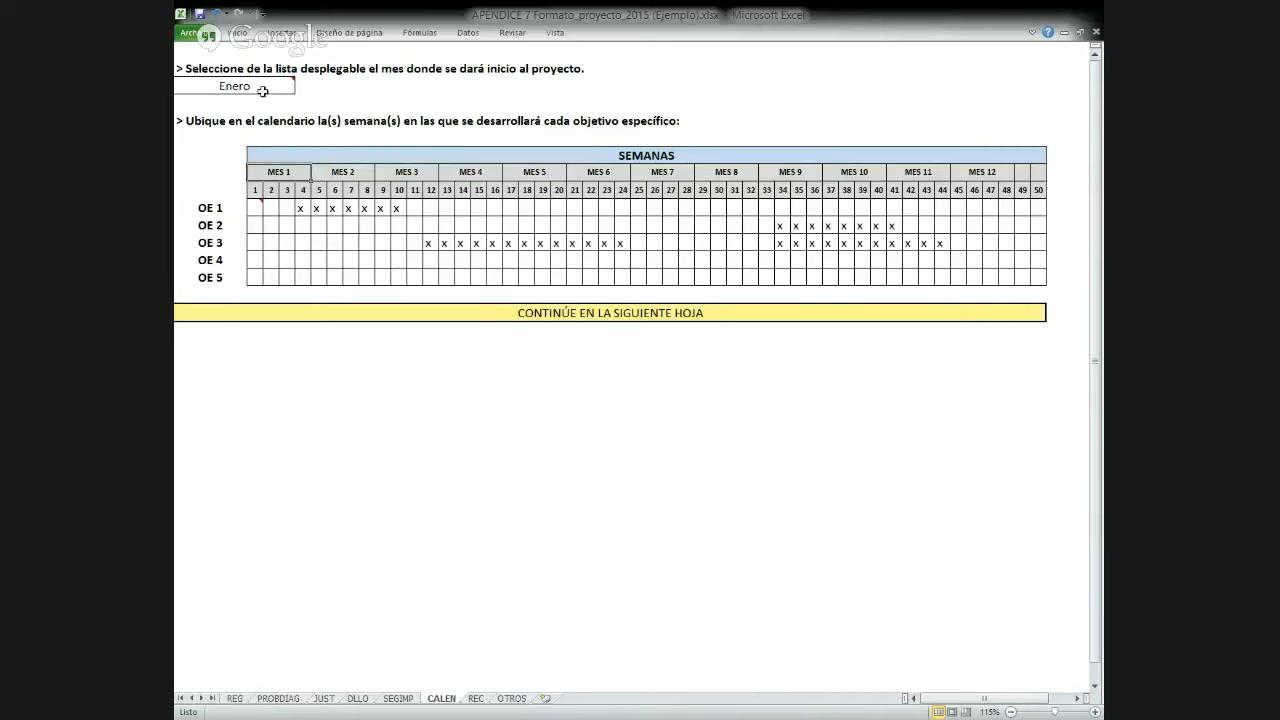 APENDICE 7 Formato_proyecto_2015 (Ejemplo).xlsx - Microsoft Excel
Archivo Inicio Insertar Diseño de página Fórmulas Datos Revisar Vista
Google
> Seleccione de la lista desplegable el mes donde se dará inicio al proyecto.
Enero
> Ubique en el calendario la(s) semana(s) en las que se desarrollará cada objetivo específico:
SEMANAS
MES 1 MES 2 MES 3 MES 4 MES 5 MES 6 MES 7 MES 8 MES 9 MES 10 MES 11 MES 12
1 2 3 4 5 6 7 8 9 10 11 12 13 14 15 16 17 18 19 20 21 22 23 24 25 26 27 28 29 30 31 32 33 34 35 36 37 38 39 40 41 42 43 44 45 46 47 48 49 50
OE 1 x x x x x x x
OE 2 x x x x x x x x
OE 3 x x x x x x x x x x x x x x x x x x x x x x x x
OE 4
OE 5
CONTINÚE EN LA SIGUIENTE HOJA
REG PROBDIAG JUST DLLO SEGIMP CALEN REC OTROS
Listo 115%